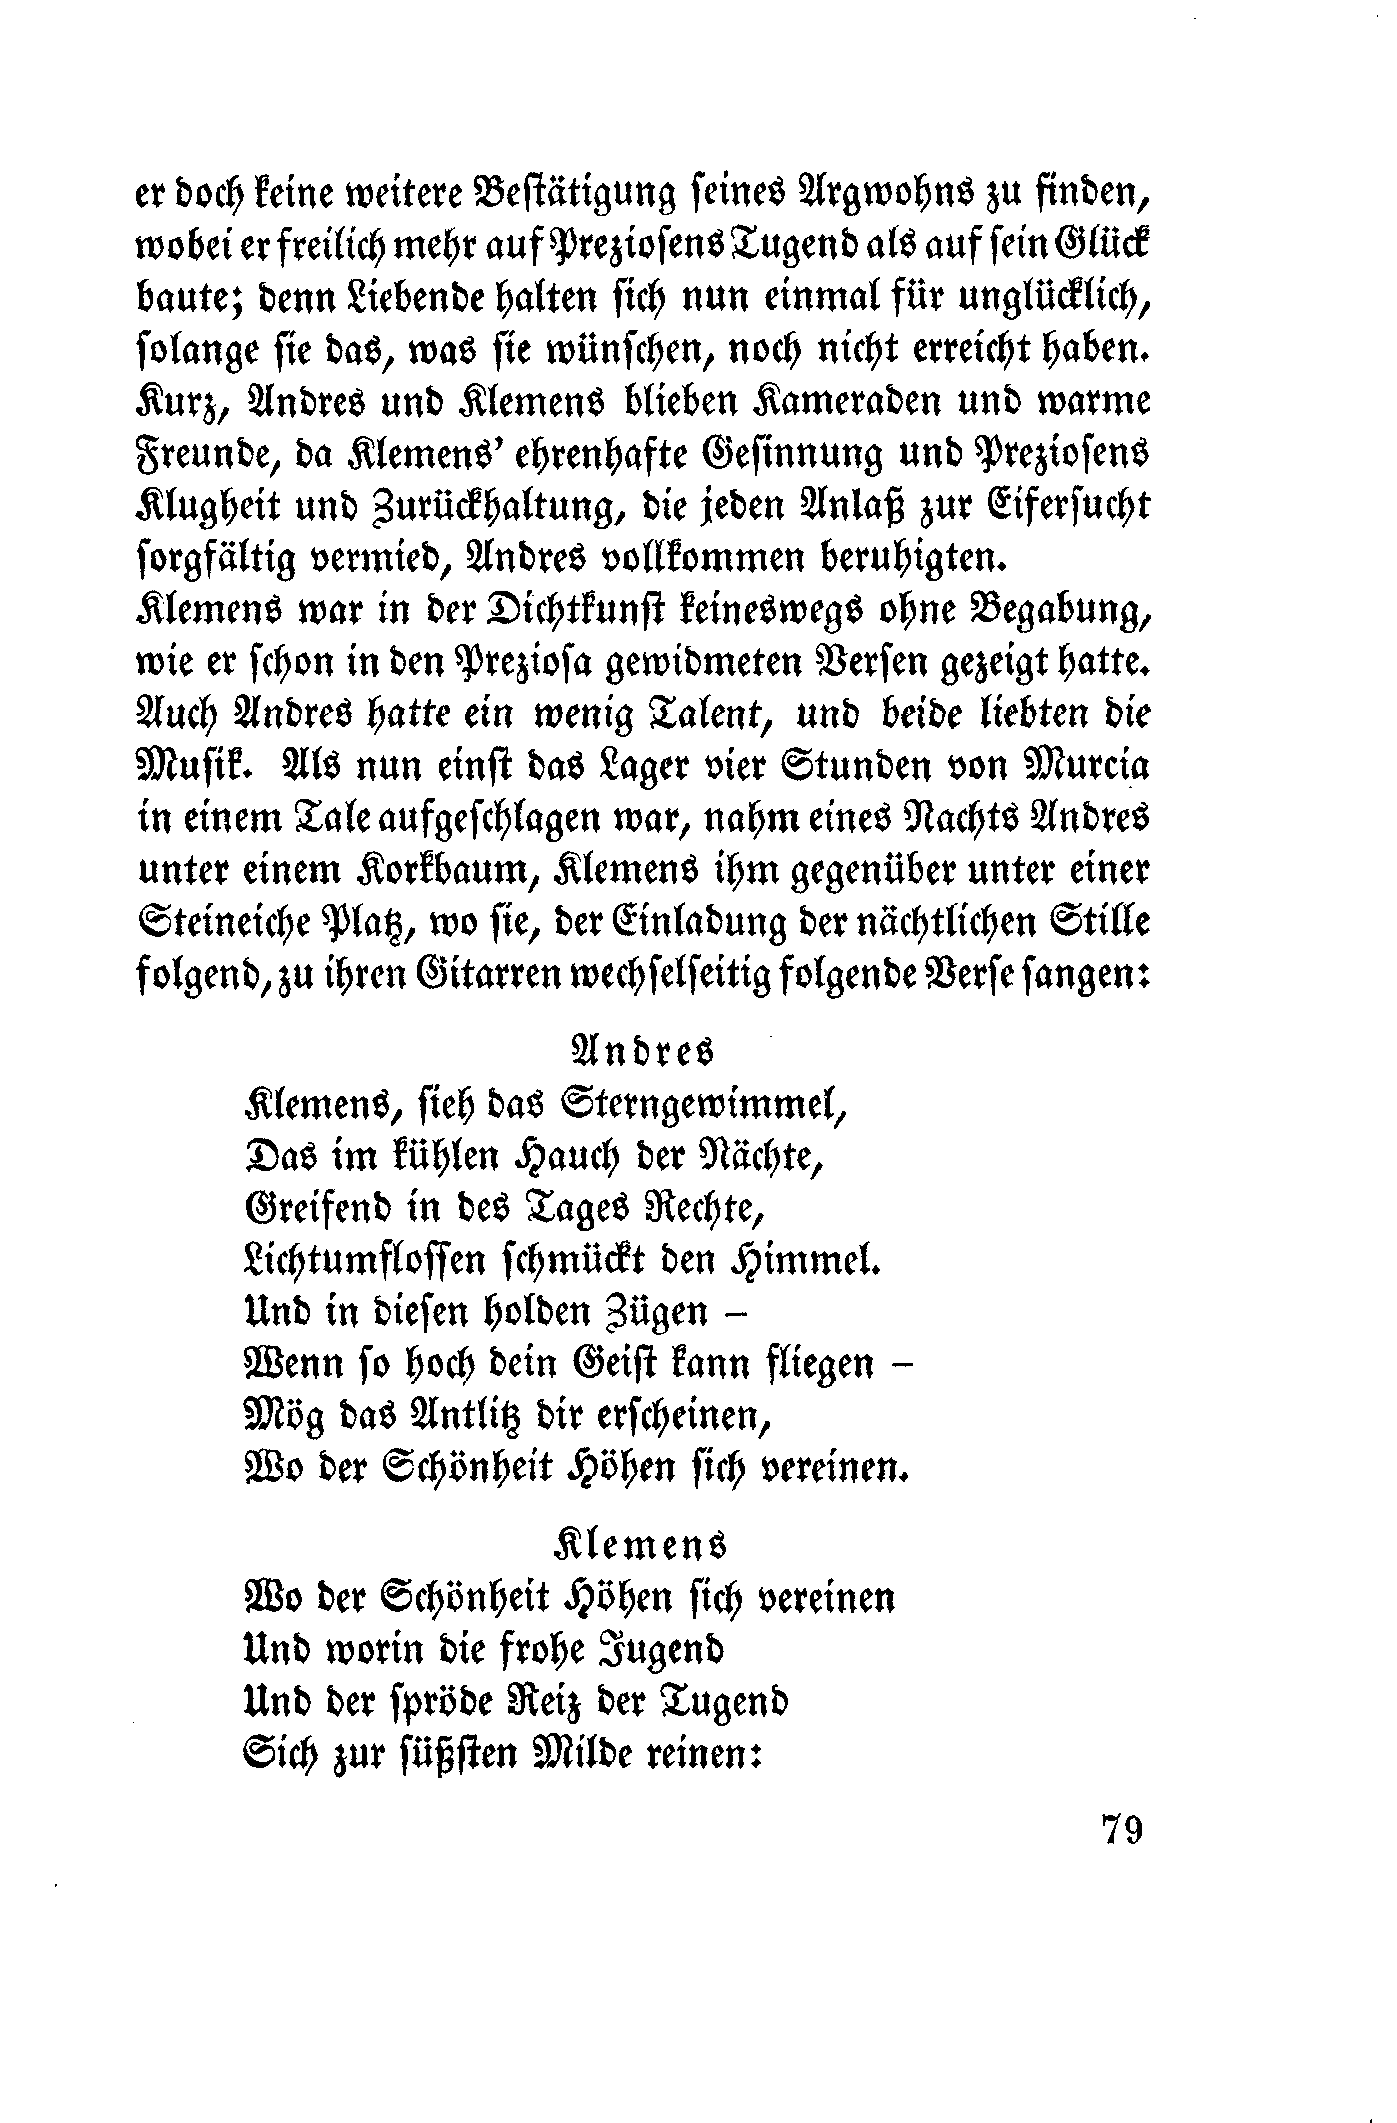 er doch keine weitere Bestätigung seines Argwohns zu finden,
wobei er freilich mehr auf Preziosens Tugend als auf sein Glück
baute; denn Liebende halten sich nun einmal für unglücklich,
solange sie das, was sie wünschen, noch nicht erreicht haben.
Kurz, Andres und Klemens blieben Kameraden und warme
Freunde, da Klemens' ehrenhafte Gesinnung und Preziosens
Klugheit und Zurückhaltung, die jeden Anlaß zur Eifersucht
sorgfältig vermied, Andres vollkommen beruhigten.
Klemens war in der Dichtkunst keineswegs ohne Begabung,
wie er schon in den Preziosa gewidmeten Versen gezeigt hatte.
Auch Andres hatte ein wenig Talent, und beide liebten die
Musik. Als nun einst das Lager vier Stunden von Murcia
in einem Tale aufgeschlagen war, nahm eines Nachts Andres
unter einem Korkbaum, Klemens ihm gegenüber unter einer
Steineiche Platz, wo sie, der Einladung der nächtlichen Stille
folgend, zu ihren Gitarren wechselseitig folgende Verse sangen:
Andres
Klemens, sieh das Sterngewimmel,
Das im kühlen Hauch der Nächte,
Greifend in des Tages Rechte,
Lichtumflossen schmückt den Himmel.
Und in diesen holden Zügen –
Wenn so hoch dein Geist kann fliegen –
Mög das Antlitz dir erscheinen,
Wo der Schönheit Höhen sich vereinen.
Klemens
Wo der Schönheit Höhen sich vereinen
Und worin die frohe Jugend
Und der spröde Reiz der Tugend
Sich zur süßsten Milde reinen:
79